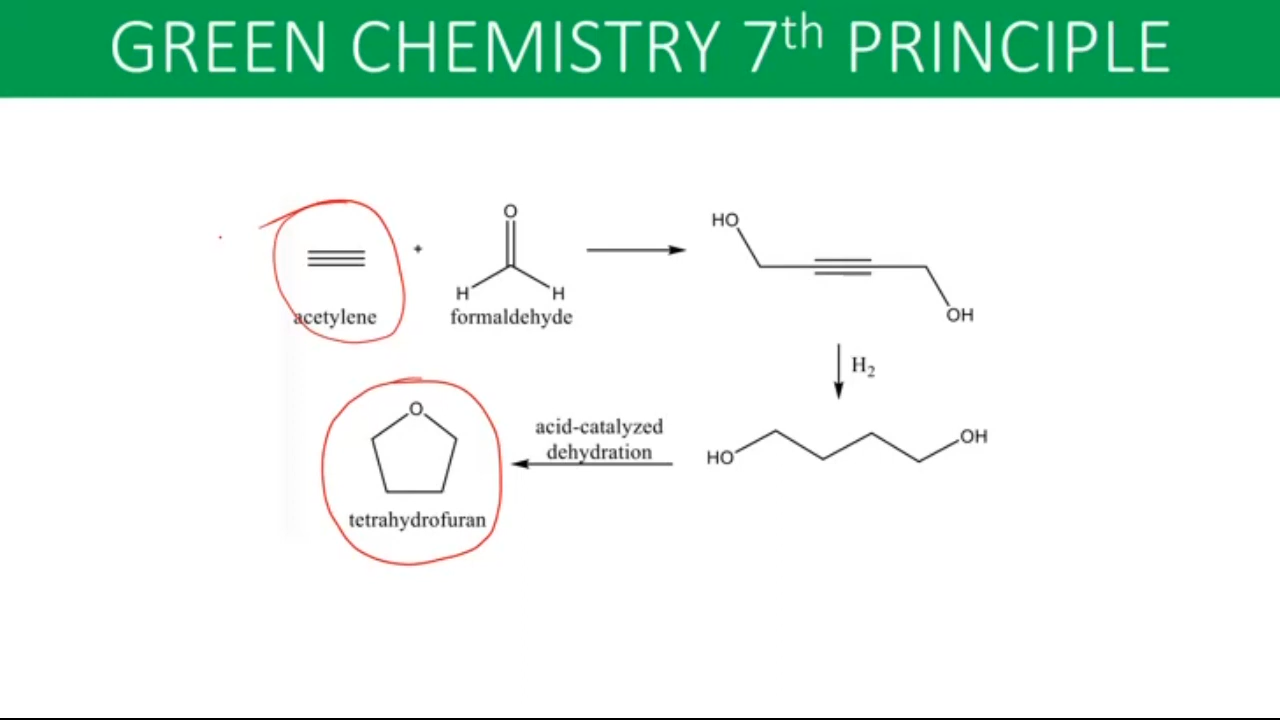 GREEN CHEMISTRY 7th PRINCIPLE
HO
O
+
H H
acetylene
formaldehyde
OH
H2
O
acid-catalyzed
dehydration
HO
OH
tetrahydrofuran